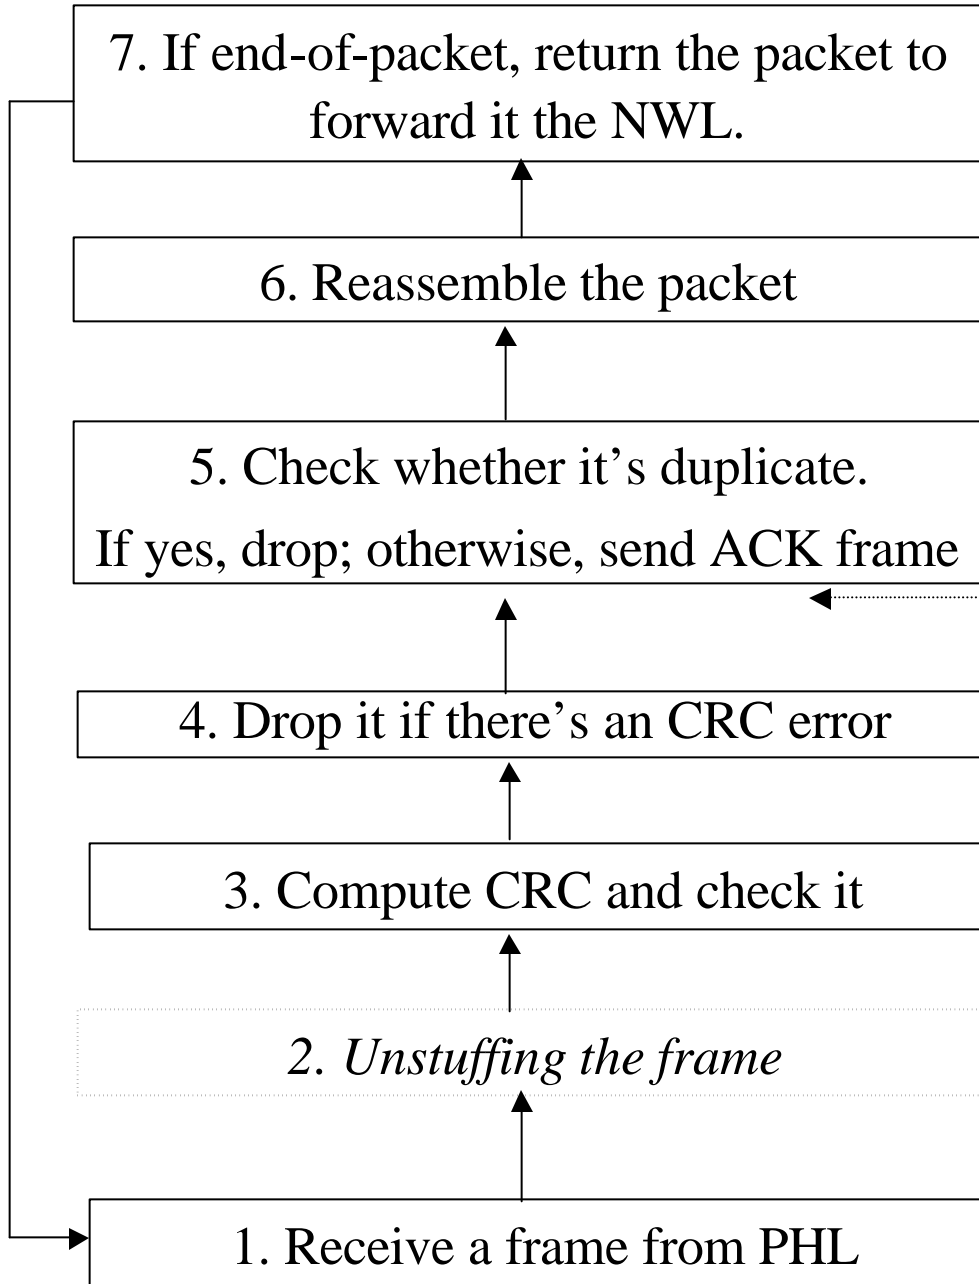 7. If end-of-packet, return the packet to
forward it the NWL.
6. Reassemble the packet
5. Check whether it’s duplicate.
If yes, drop; otherwise, send ACK frame
4. Drop it if there’s an CRC error
3. Compute CRC and check it
2. Unstuffing the frame
1. Receive a frame from PHL